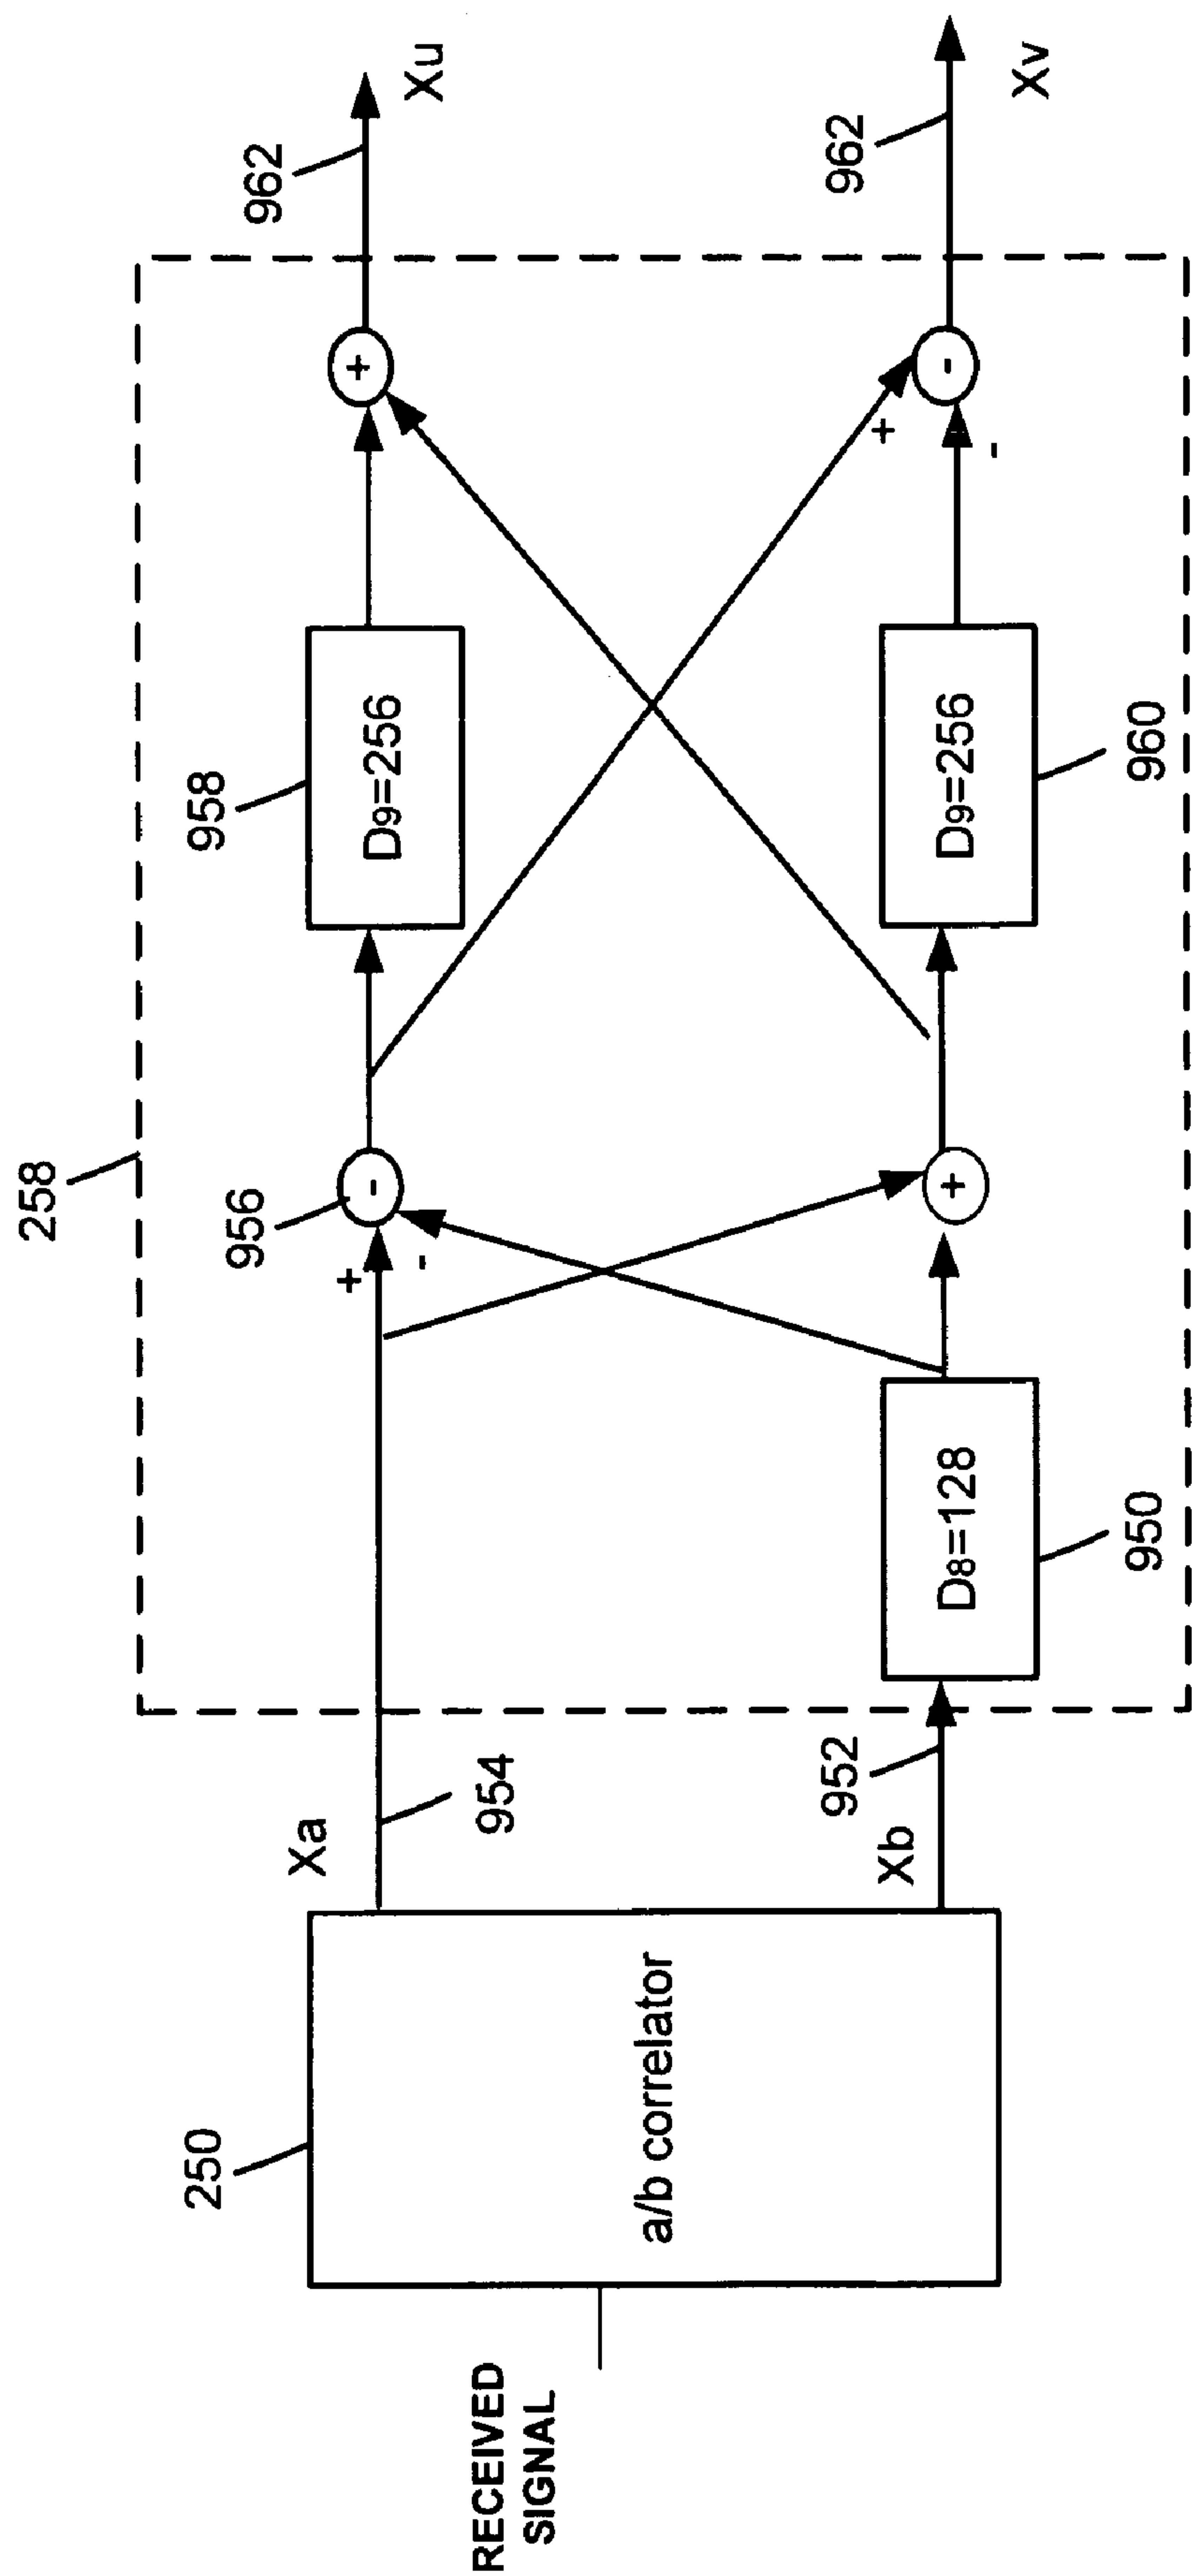 RECEIVED
SIGNAL
250
a/b correlator
Xa
954
Xb
952
258
D8=128
950
956
+
-
-
+
958
D9=256
D9=256
960
+
+
-
-
962
Xu
962
Xv